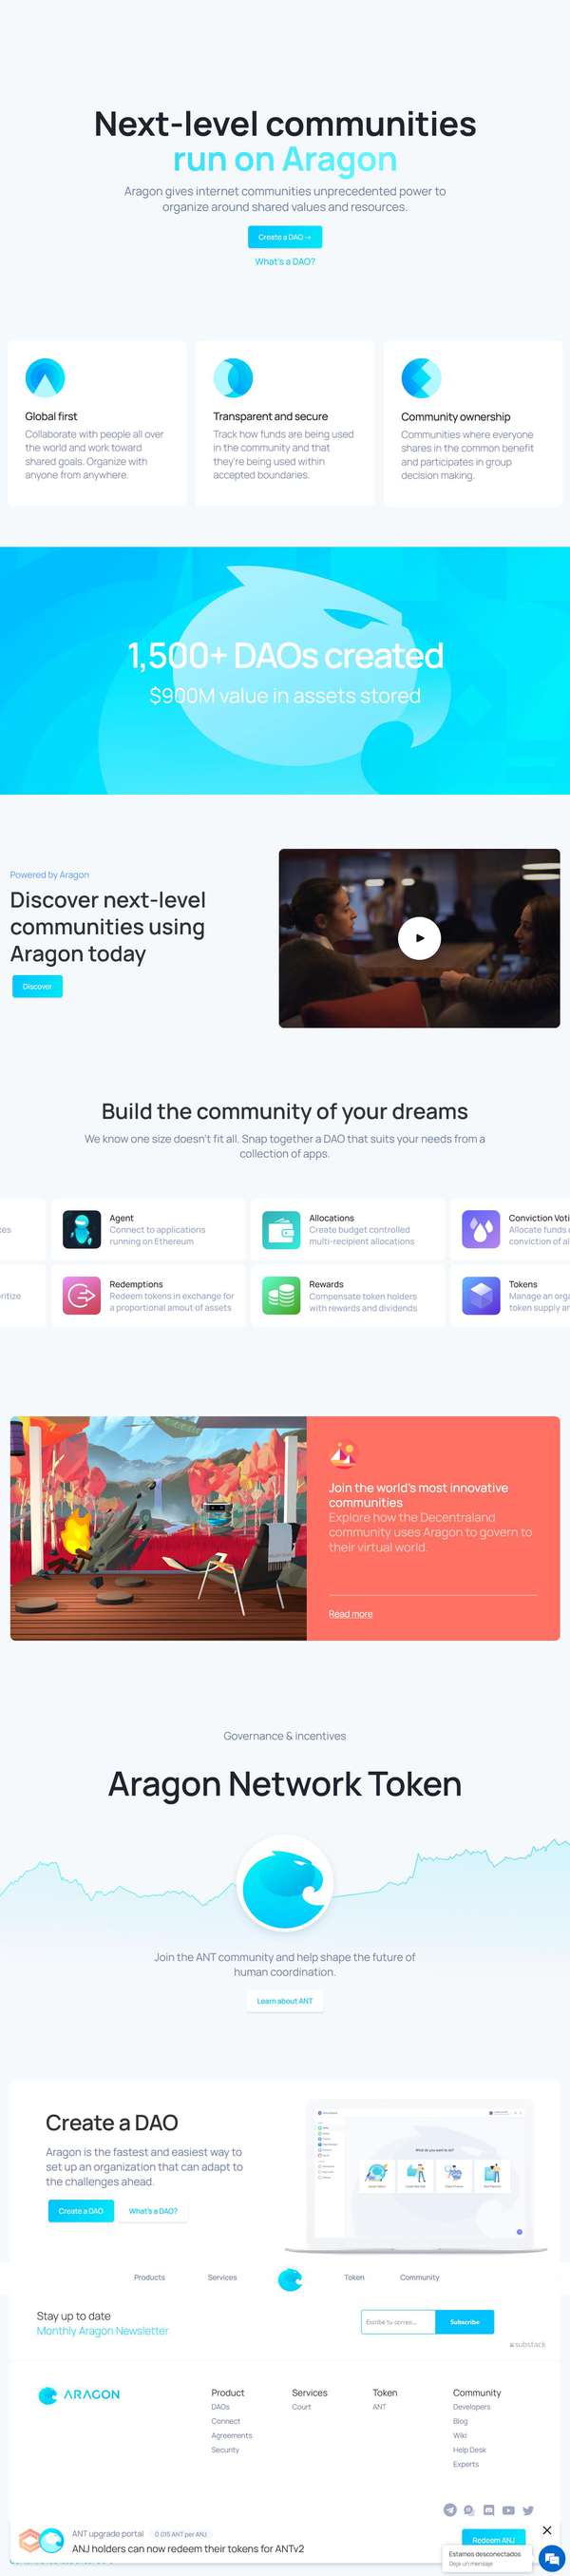 Next-level communities
run on Aragon
Aragon gives internet communities unprecedented power to
organize around shared values and resources.
Create a DAO →
What's a DAO?
Global first
Collaborate with people all over
the world and work toward
shared goals. Organize with
anyone from anywhere.
Transparent and secure
Track how funds are being used
in the community and that
they're being used within
accepted boundaries.
Community ownership
Communities where everyone
shares in the common benefit
and participates in group
decision making.
1,500+ DAOs created
$900M value in assets stored
Powered by Aragon
Discover next-level
communities using
Aragon today
Discover
Build the community of your dreams
We know one size doesn't fit all. Snap together a DAO that suits your needs from a
collection of apps.
Agent
Connect to applications
running on Ethereum
Allocations
Create budget controlled
multi-recipient allocations
Conviction Voti
Allocate funds
conviction of al
Redemptions
Redeem tokens in exchange for
a proportional amout of assets
Rewards
Compensate token holders
with rewards and dividends
Tokens
Manage an orga
token supply an
Join the world's most innovative
communities
Explore how the Decentraland
community uses Aragon to govern to
their virtual world.
Read more
Governance & incentives
Aragon Network Token
Join the ANT community and help shape the future of
human coordination.
Learn about ANT
Create a DAO
Aragon is the fastest and easiest way to
set up an organization that can adapt to
the challenges ahead.
Create a DAO
What's a DAO?
What do you want to do?
Products
Services
Token
Community
Stay up to date
Monthly Aragon Newsletter
Escribe tu correo...
Subscribe
substack
ARAGON
Product
DAOs
Connect
Agreements
Security
Services
Court
Token
ANT
Community
Developers
Blog
Wiki
Help Desk
Experts
ANT upgrade portal
0.015 ANT per ANJ
ANJ holders can now redeem their tokens for ANTv2
Redeem ANJ
Estamos desconectados
Deje un mensaje